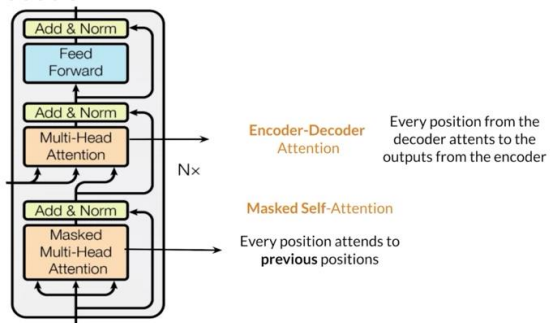 Add & Norm
Feed
Forward
Add & Norm
Multi-Head
Attention
Nx
Add & Norm
Masked
Multi-Head
Attention
Encoder-Decoder
Attention
Every position from the
decoder attents to the
outputs from the encoder
Masked Self-Attention
Every position attends to
previous positions